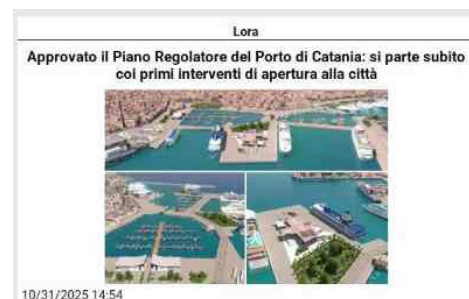 Lora
Approvato il Piano Regolatore del Porto di Catania: si parte subito
coi primi interventi di apertura alla città
10/31/2025 14:54